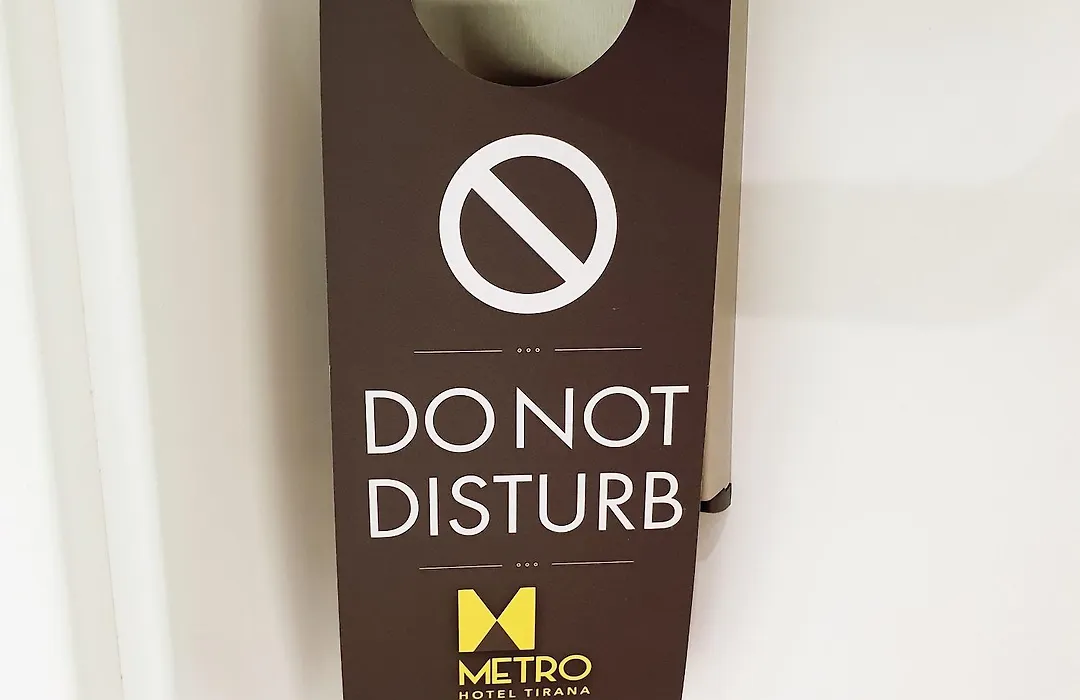 DO NOT
DISTURB
METRO
HOTEL TIRANA